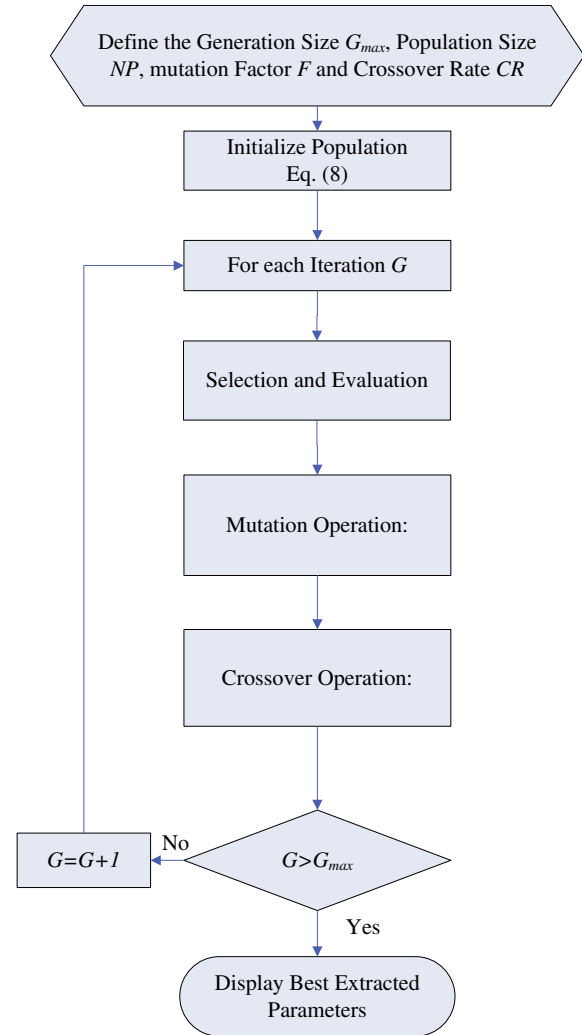 Define the Generation Size G_max, Population Size
NP, mutation Factor F and Crossover Rate CR
Initialize Population
Eq. (8)
For each Iteration G
Selection and Evaluation
Mutation Operation:
Crossover Operation:
G>G_max
No
G=G+1
Yes
Display Best Extracted
Parameters